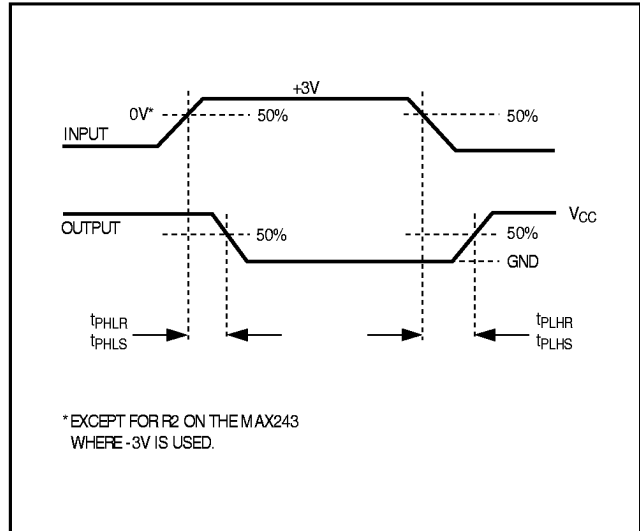 +3V
0V*
50%
50%
INPUT
VCC
OUTPUT
50%
50%
GND
tPHLR
tPHLS
tPLHR
tPLHS
* EXCEPT FOR R2 ON THE MAX243
WHERE -3V IS USED.